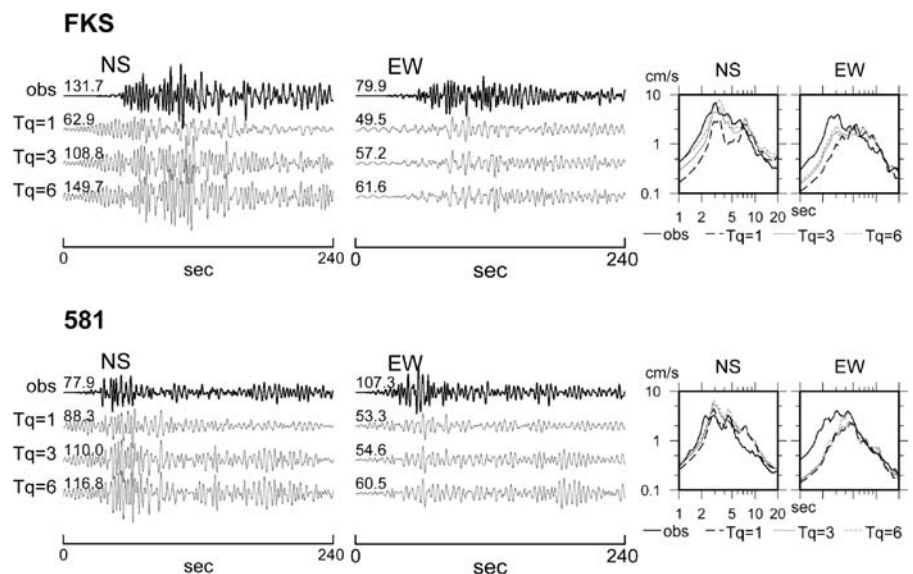 FKS
NS EW
obs 131.7 79.9
Tq=1 62.9 49.5
Tq=3 108.8 57.2
Tq=6 149.7 61.6
0 sec 240 0 sec 240
cm/s NS EW
10
1
0.1
1 2 5 10 20 sec
obs Tq=1 Tq=3 Tq=6
581
NS EW
obs 77.9 107.3
Tq=1 88.3 53.3
Tq=3 110.0 54.6
Tq=6 116.8 60.5
0 sec 240 0 sec 240
cm/s NS EW
10
1
0.1
1 2 5 10 20 sec
obs Tq=1 Tq=3 Tq=6